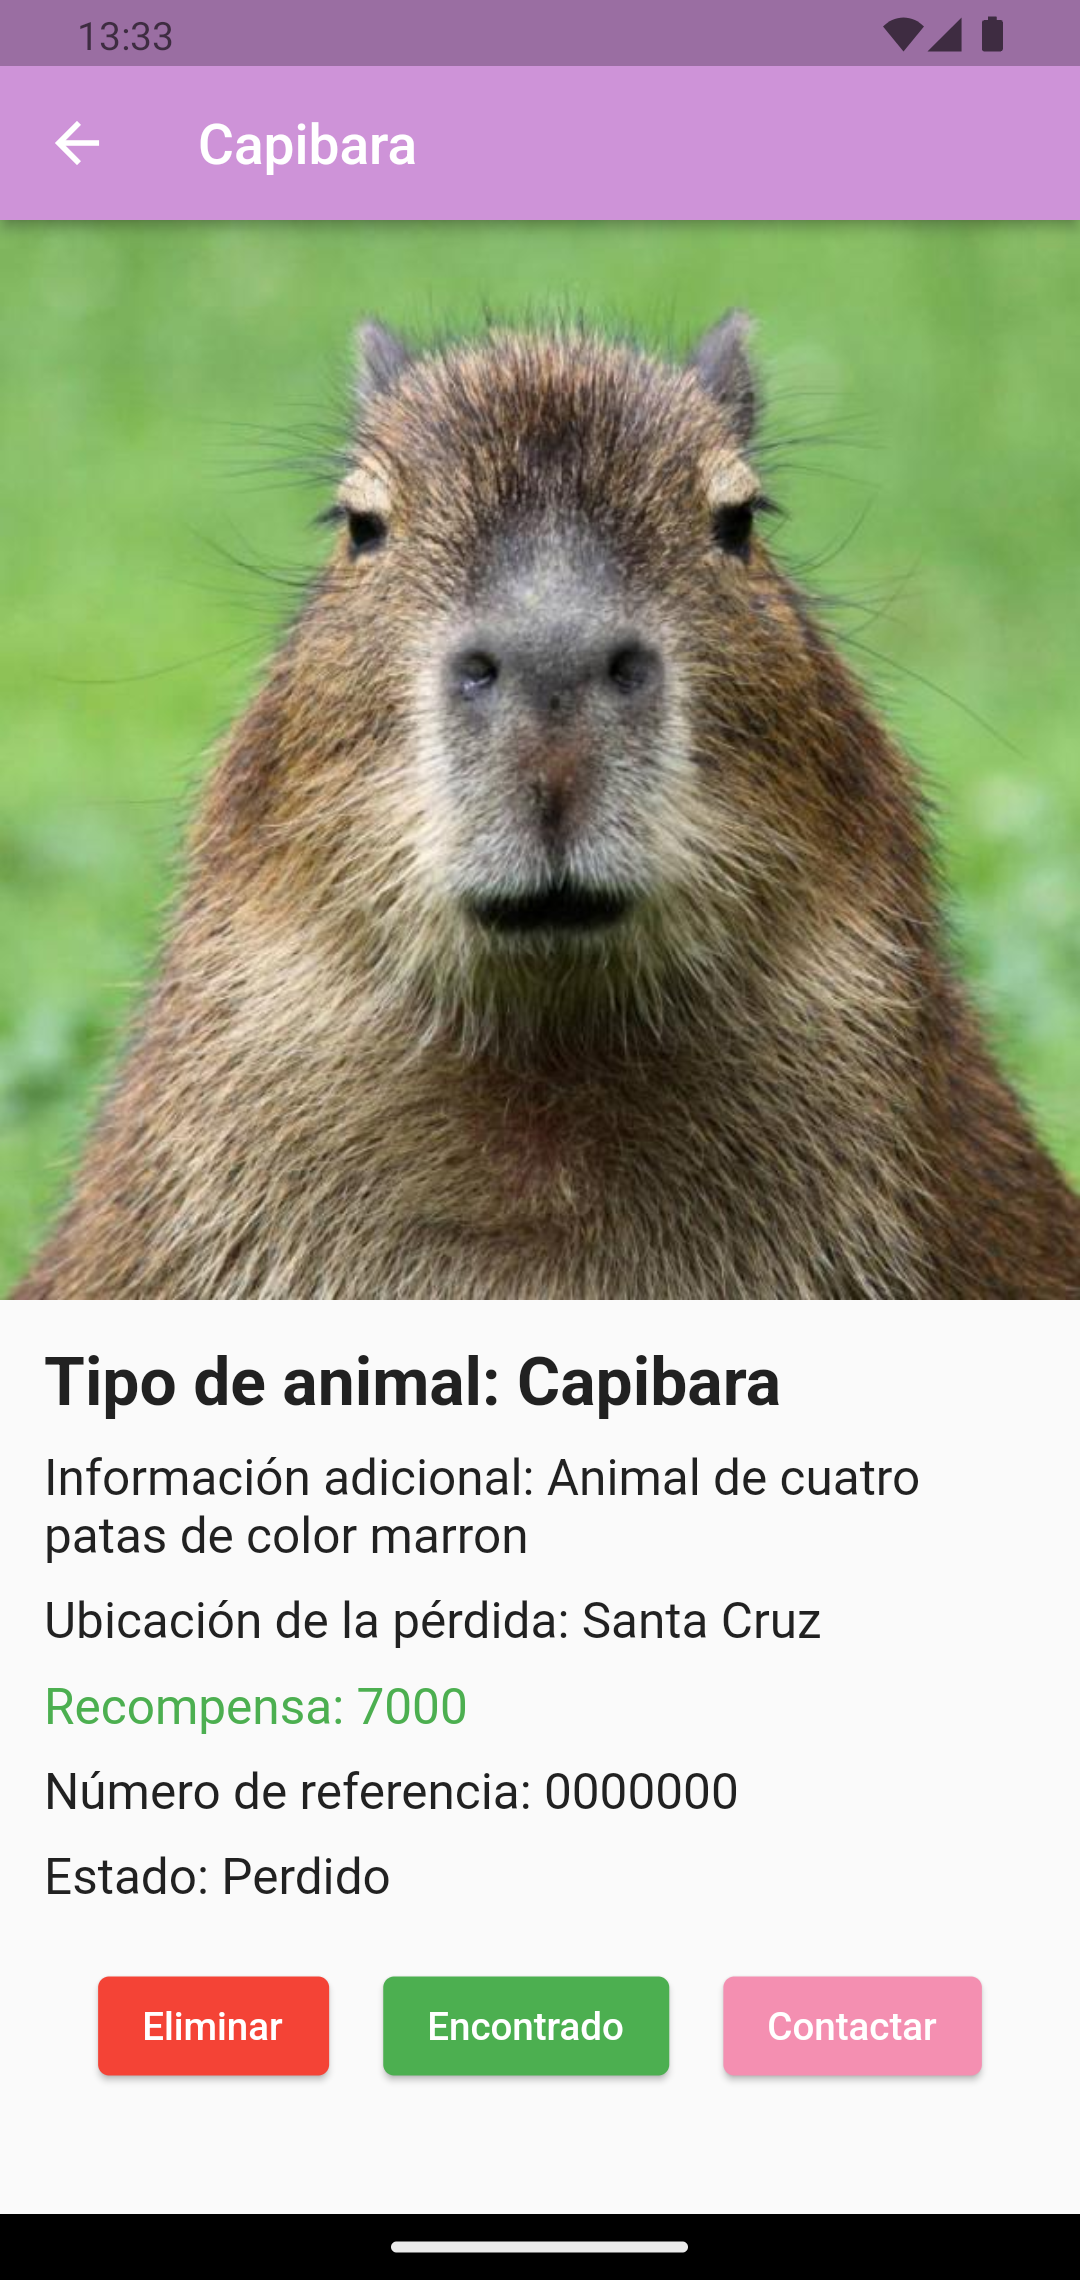 13:33
Capibara
Tipo de animal: Capibara
Información adicional: Animal de cuatro
patas de color marron
Ubicación de la pérdida: Santa Cruz
Recompensa: 7000
Número de referencia: 0000000
Estado: Perdido
Eliminar
Encontrado
Contactar